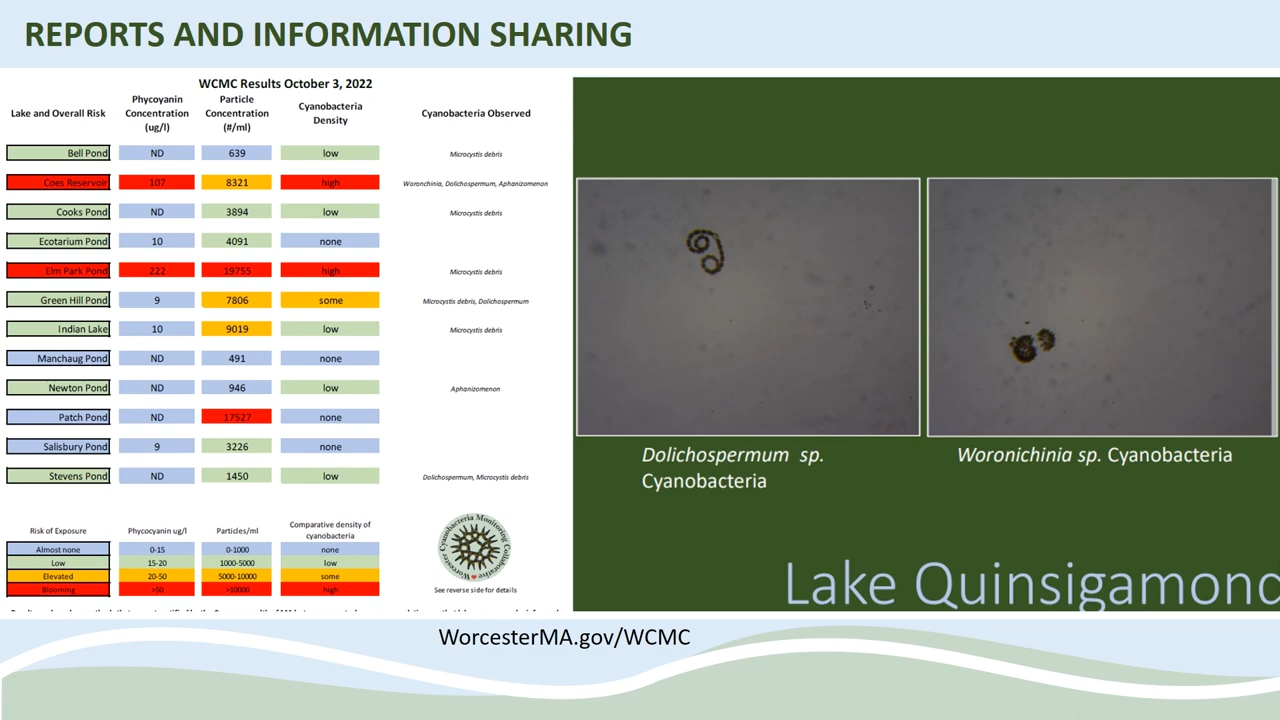 REPORTS AND INFORMATION SHARING
WCMC Results October 3, 2022
Lake and Overall Risk Phycoyanin Concentration (ug/l) Particle Concentration (#/ml) Cyanobacteria Density Cyanobacteria Observed
Bell Pond ND 639 low Microcystis debris
Coes Reservoir 107 8321 high Woronchinia, Dolichospermum, Aphanizomenon
Cooks Pond ND 3894 low Microcystis debris
Ecotarium Pond 10 4091 none
Elm Park Pond 222 19755 high Microcystis debris
Green Hill Pond 9 7806 some Microcystis debris, Dolichospermum
Indian Lake 10 9019 low Microcystis debris
Manchaug Pond ND 491 none
Newton Pond ND 946 low Aphanizomenon
Patch Pond ND 17527 none
Salisbury Pond 9 3226 none
Stevens Pond ND 1450 low Dolichospermum, Microcystis debris
Risk of Exposure Phycocyanin ug/l Particles/ml Comparative density of cyanobacteria
Almost none 0-15 0-1000 none
Low 15-20 1000-5000 low
Elevated 20-50 5000-10000 some
Blooming >50 >10000 high
Worcester Cyanobacteria Monitoring Collaborative
See reverse side for details
Dolichospermum sp.
Cyanobacteria
Woronichinia sp. Cyanobacteria
Lake Quinsigamond
WorcesterMA.gov/WCMC